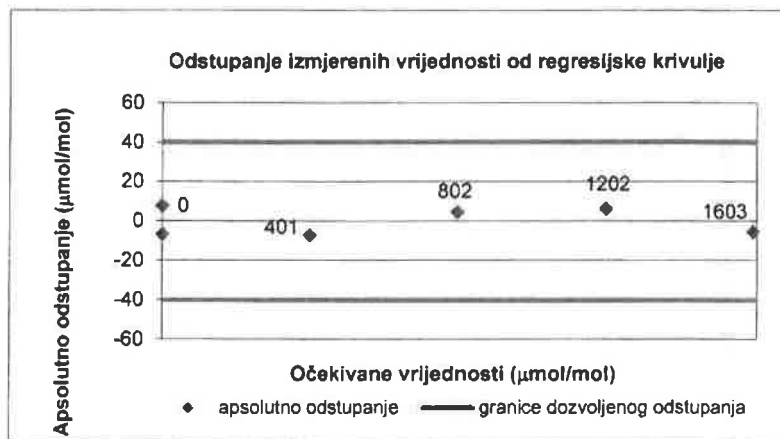 Odstupanje izmjerenih vrijednosti od regresijske krivulje
Apsolutno odstupanje (µmol/mol)
60
40
20
0
-20
-40
-60
0
401
802
1202
1603
Očekivane vrijednosti (µmol/mol)
apsolutno odstupanje
granice dozvoljenog odstupanja